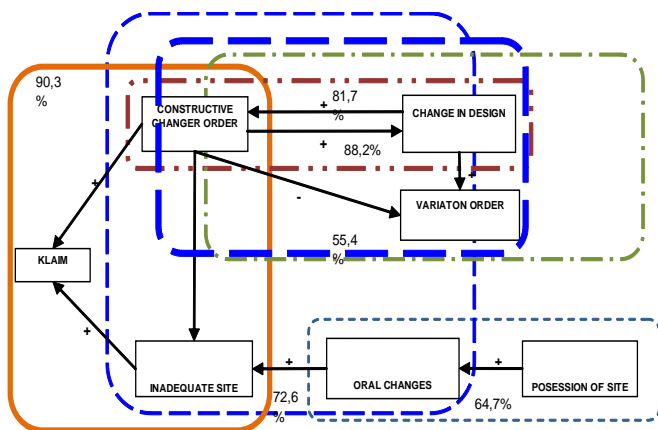 90,3
%
81,7
%
+
CONSTRUCTIVE
CHANGER ORDER
CHANGE IN DESIGN
+
88,2%
+
+
-
VARIATON ORDER
55,4
%
KLAIM
+
+
+
INADEQUATE SITE
72,6
%
ORAL CHANGES
64,7%
POSESSION OF SITE